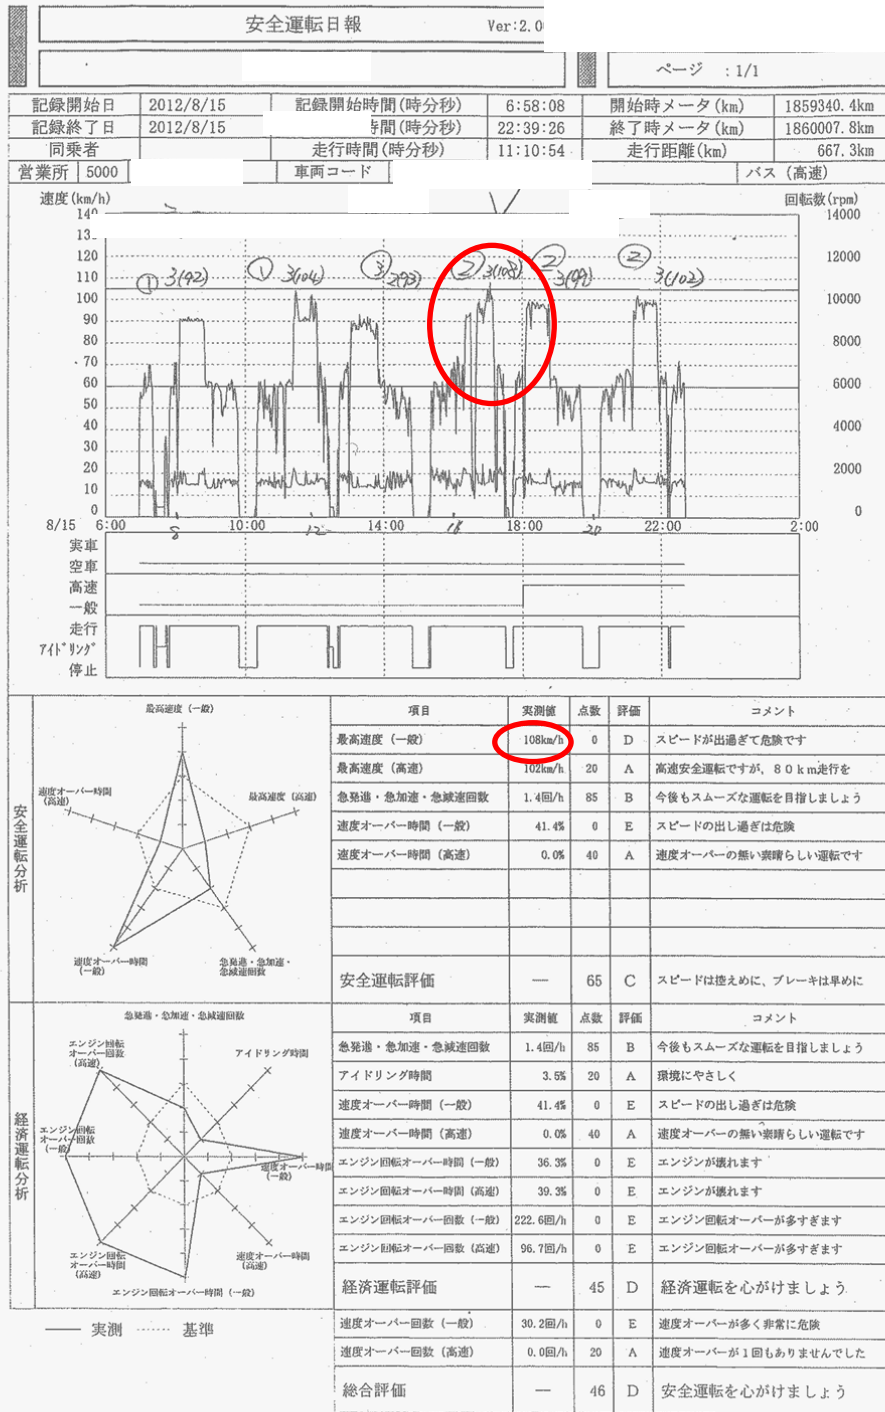 安全運転日報 Ver:2.0
ページ :1/1
記録開始日 2012/8/15 記録開始時間(時分秒) 6:58:08 開始時メータ(km) 1859340.4km
記録終了日 2012/8/15 時間(時分秒) 22:39:26 終了時メータ(km) 1860007.8km
同乗者 走行時間(時分秒) 11:10:54 走行距離(km) 667.3km
営業所 5000 車両コード バス (高速)
速度(km/h) 回転数(rpm)
14 14000
13
120 12000
110
100 10000
90
80 8000
70
60 6000
50
40 4000
30
20 2000
10
0 0
① 3(92) ① 3(104) ③ 2(93) ② 3(108) ② 3(99) ② 3(102)
8/15 6:00 10:00 14:00 18:00 22:00 2:00
8 12 16 20
実車
空車
高速
一般
走行
アイドリング
停止
安全運転分析
最高速度 (一般)
最高速度 (高速)
急発進・急加速・
急減速回数
速度オーバー時間
(一般)
速度オーバー時間
(高速)
項目 実測値 点数 評価 コメント
最高速度 (一般) 108km/h 0 D スピードが出過ぎて危険です
最高速度 (高速) 102km/h 20 A 高速安全運転ですが、80km走行を
急発進・急加速・急減速回数 1.4回/h 85 B 今後もスムーズな運転を目指しましょう
速度オーバー時間 (一般) 41.4% 0 E スピードの出し過ぎは危険
速度オーバー時間 (高速) 0.0% 40 A 速度オーバーの無い素晴らしい運転です
安全運転評価 — 65 C スピードは控えめに、ブレーキは早めに
経済運転分析
急発進・急加速・急減速回数
アイドリング時間
速度オーバー時間
(一般)
速度オーバー時間
(高速)
エンジン回転オーバー時間 (一般)
エンジン回転
オーバー時間
(高速)
エンジン回転
オーバー回数
(一般)
エンジン回転
オーバー回数
(高速)
項目 実測値 点数 評価 コメント
急発進・急加速・急減速回数 1.4回/h 85 B 今後もスムーズな運転を目指しましょう
アイドリング時間 3.5% 20 A 環境にやさしく
速度オーバー時間 (一般) 41.4% 0 E スピードの出し過ぎは危険
速度オーバー時間 (高速) 0.0% 40 A 速度オーバーの無い素晴らしい運転です
エンジン回転オーバー時間 (一般) 36.3% 0 E エンジンが壊れます
エンジン回転オーバー時間 (高速) 39.3% 0 E エンジンが壊れます
エンジン回転オーバー回数 (一般) 222.6回/h 0 E エンジン回転オーバーが多すぎます
エンジン回転オーバー回数 (高速) 96.7回/h 0 E エンジン回転オーバーが多すぎます
経済運転評価 — 45 D 経済運転を心がけましょう
速度オーバー回数 (一般) 30.2回/h 0 E 速度オーバーが多く非常に危険
速度オーバー回数 (高速) 0.0回/h 20 A 速度オーバーが1回もありませんでした
総合評価 — 46 D 安全運転を心がけましょう
—— 実測 ······ 基準